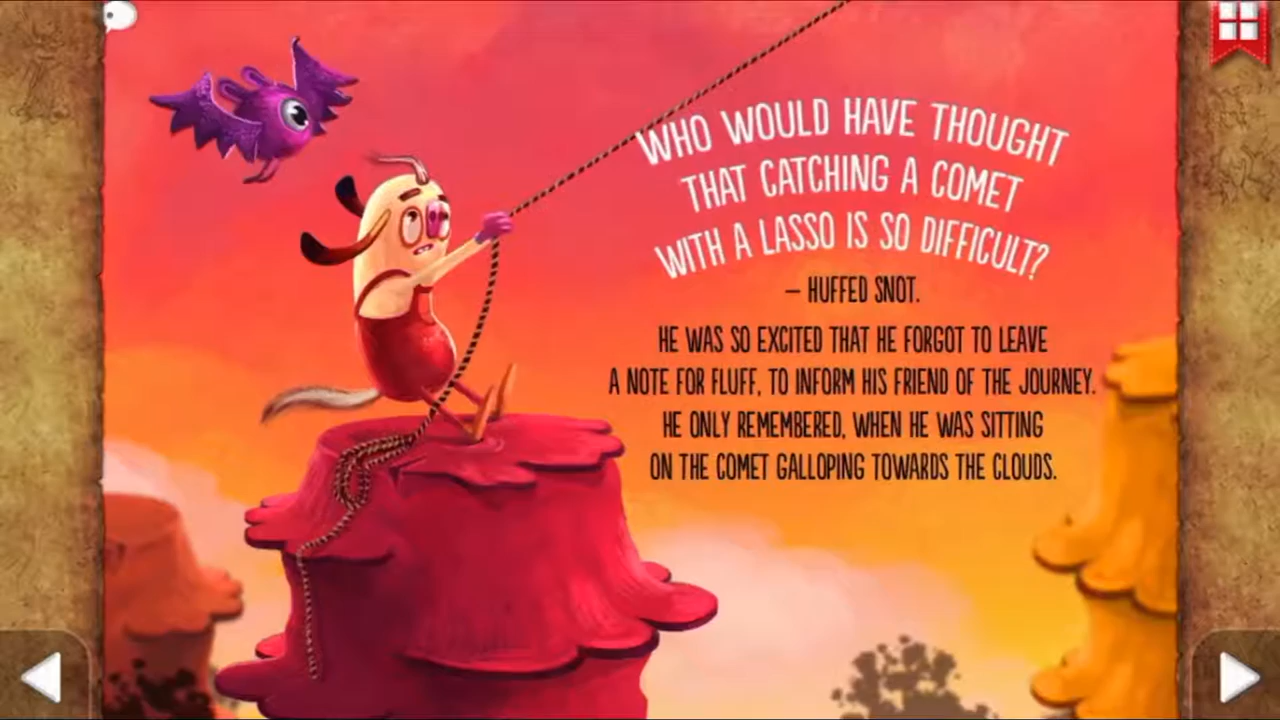 WHO WOULD HAVE THOUGHT
THAT CATCHING A COMET
WITH A LASSO IS SO DIFFICULT?
– HUFFED SNOT.
HE WAS SO EXCITED THAT HE FORGOT TO LEAVE
A NOTE FOR FLUFF, TO INFORM HIS FRIEND OF THE JOURNEY.
HE ONLY REMEMBERED, WHEN HE WAS SITTING
ON THE COMET GALLOPING TOWARDS THE CLOUDS.